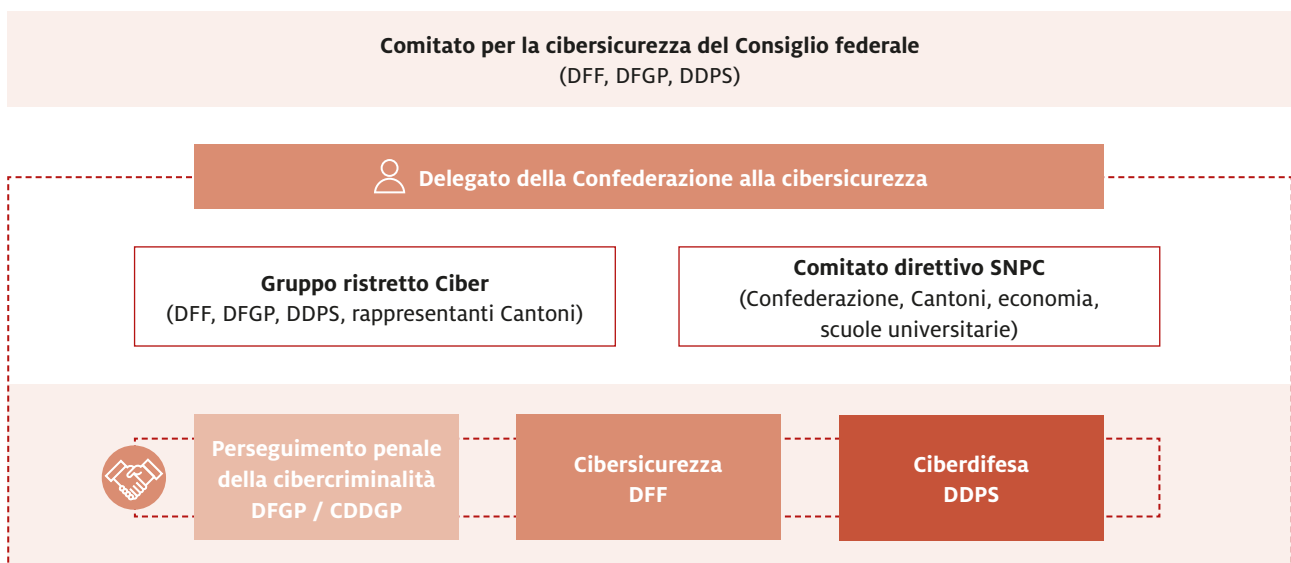 Comitato per la cibersicurezza del Consiglio federale
(DFF, DFGP, DDPS)
Delegato della Confederazione alla cibersicurezza
Gruppo ristretto Ciber
(DFF, DFGP, DDPS, rappresentanti Cantoni)
Comitato direttivo SNPC
(Confederazione, Cantoni, economia,
scuole universitarie)
Perseguimento penale
della cibercriminalità
DFGP / CDDGP
Cibersicurezza
DFF
Ciberdifesa
DDPS